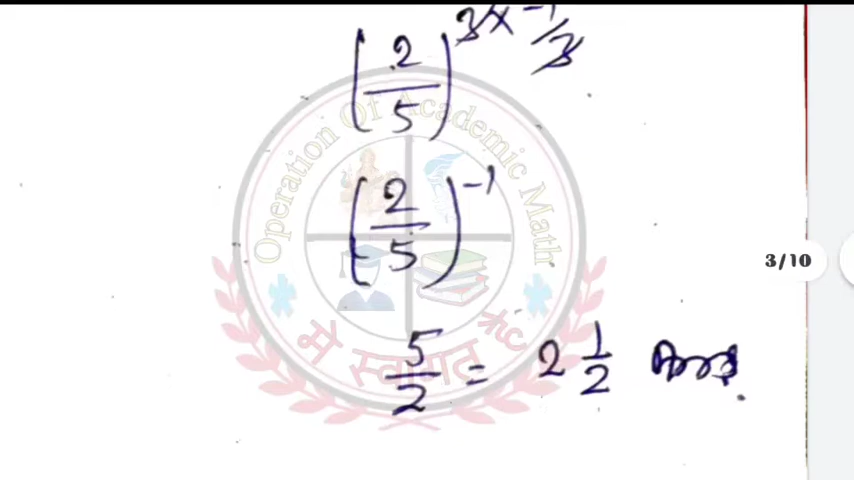 (2/5)^3×-1/3
(2/5)^-1
5/2 = 2 1/2 Ans
Operation Of Academic Math
में स्वागत है
3/10